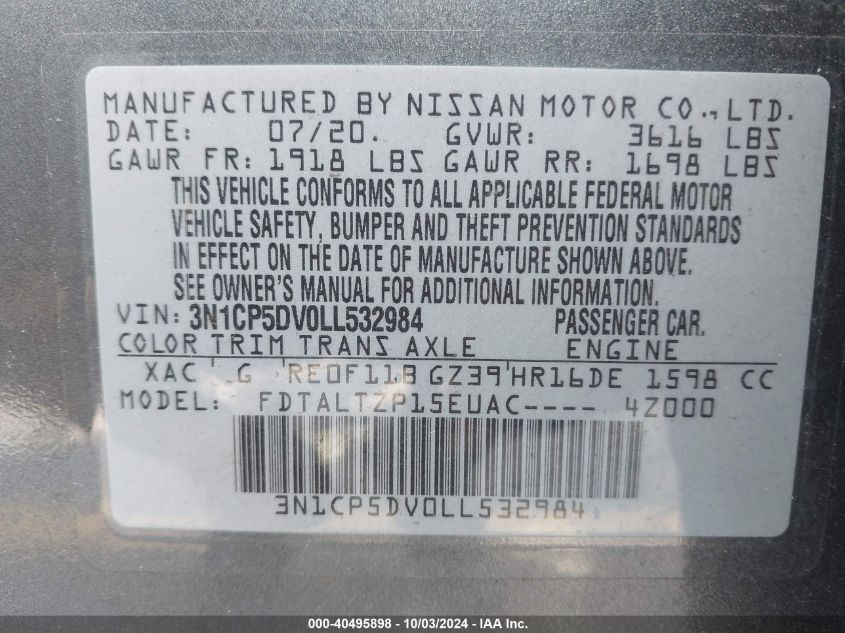 MANUFACTURED BY NISSAN MOTOR CO., LTD.
DATE: 07/20. GVWR: 3616 LBS
GAWR FR: 1918 LBS GAWR RR: 1698 LBS
THIS VEHICLE CONFORMS TO ALL APPLICABLE FEDERAL MOTOR
VEHICLE SAFETY, BUMPER AND THEFT PREVENTION STANDARDS
IN EFFECT ON THE DATE OF MANUFACTURE SHOWN ABOVE.
SEE OWNER'S MANUAL FOR ADDITIONAL INFORMATION.
VIN: 3N1CP5DV0LL532984 PASSENGER CAR.
COLOR TRIM TRANS AXLE ENGINE
XAC G RE0F11B GZ39 HR16DE 1598 CC
MODEL: FDTALTZP15EUAC---- 4Z000
3N1CP5DV0LL532984
000-40495898 - 10/03/2024 - IAAI Inc.